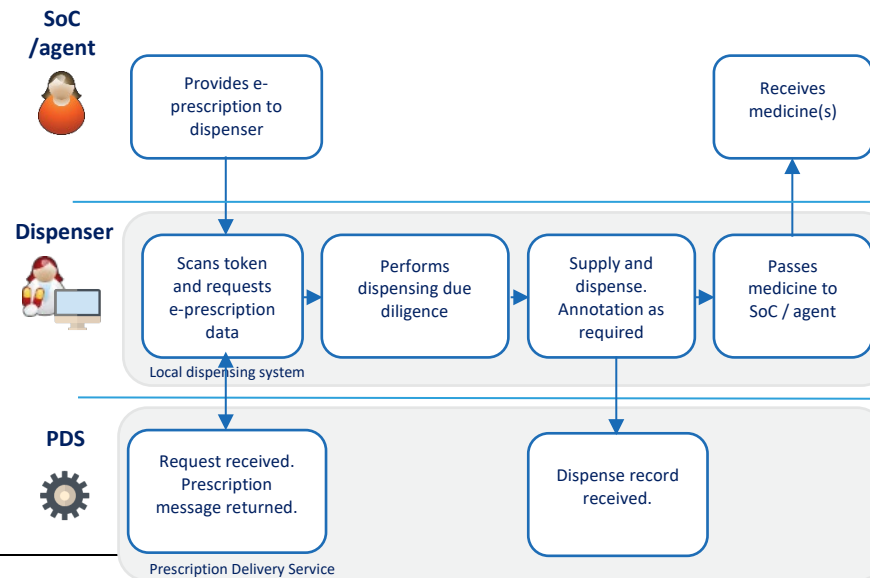 SoC
/agent
Provides e-
prescription to
dispenser
Receives
medicine(s)
Dispenser
Scans token
and requests
e-prescription
data
Performs
dispensing due
diligence
Supply and
dispense.
Annotation as
required
Passes
medicine to
SoC / agent
Local dispensing system
PDS
Request received.
Prescription
message returned.
Dispense record
received.
Prescription Delivery Service